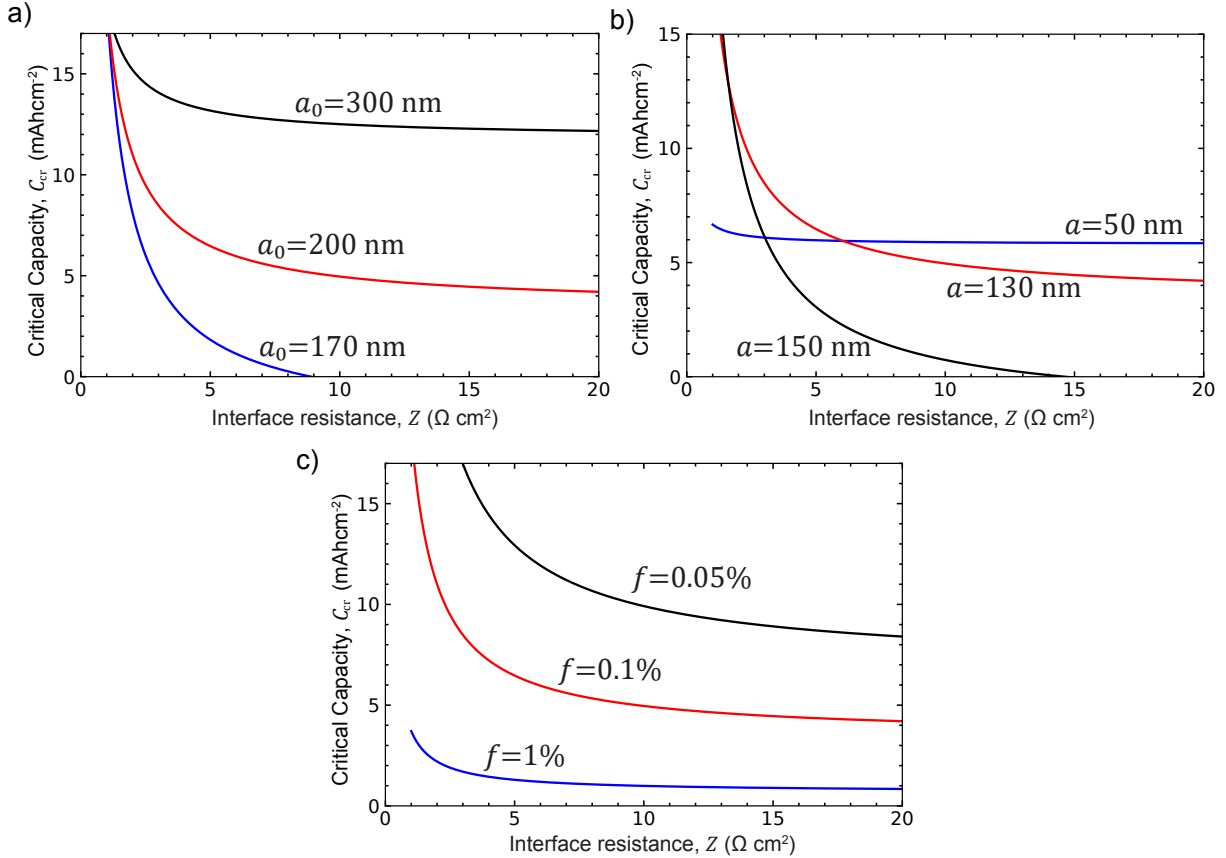 a)
Critical Capacity, C_cr (mAhcm⁻²)
15
10
5
0
a₀=300 nm
a₀=200 nm
a₀=170 nm
0 5 10 15 20
Interface resistance, Z (Ω cm²)
b)
Critical Capacity, C_cr (mAhcm⁻²)
15
10
5
0
a=50 nm
a=130 nm
a=150 nm
0 5 10 15 20
Interface resistance, Z (Ω cm²)
c)
Critical Capacity, C_cr (mAhcm⁻²)
15
10
5
0
f=0.05%
f=0.1%
f=1%
0 5 10 15 20
Interface resistance, Z (Ω cm²)